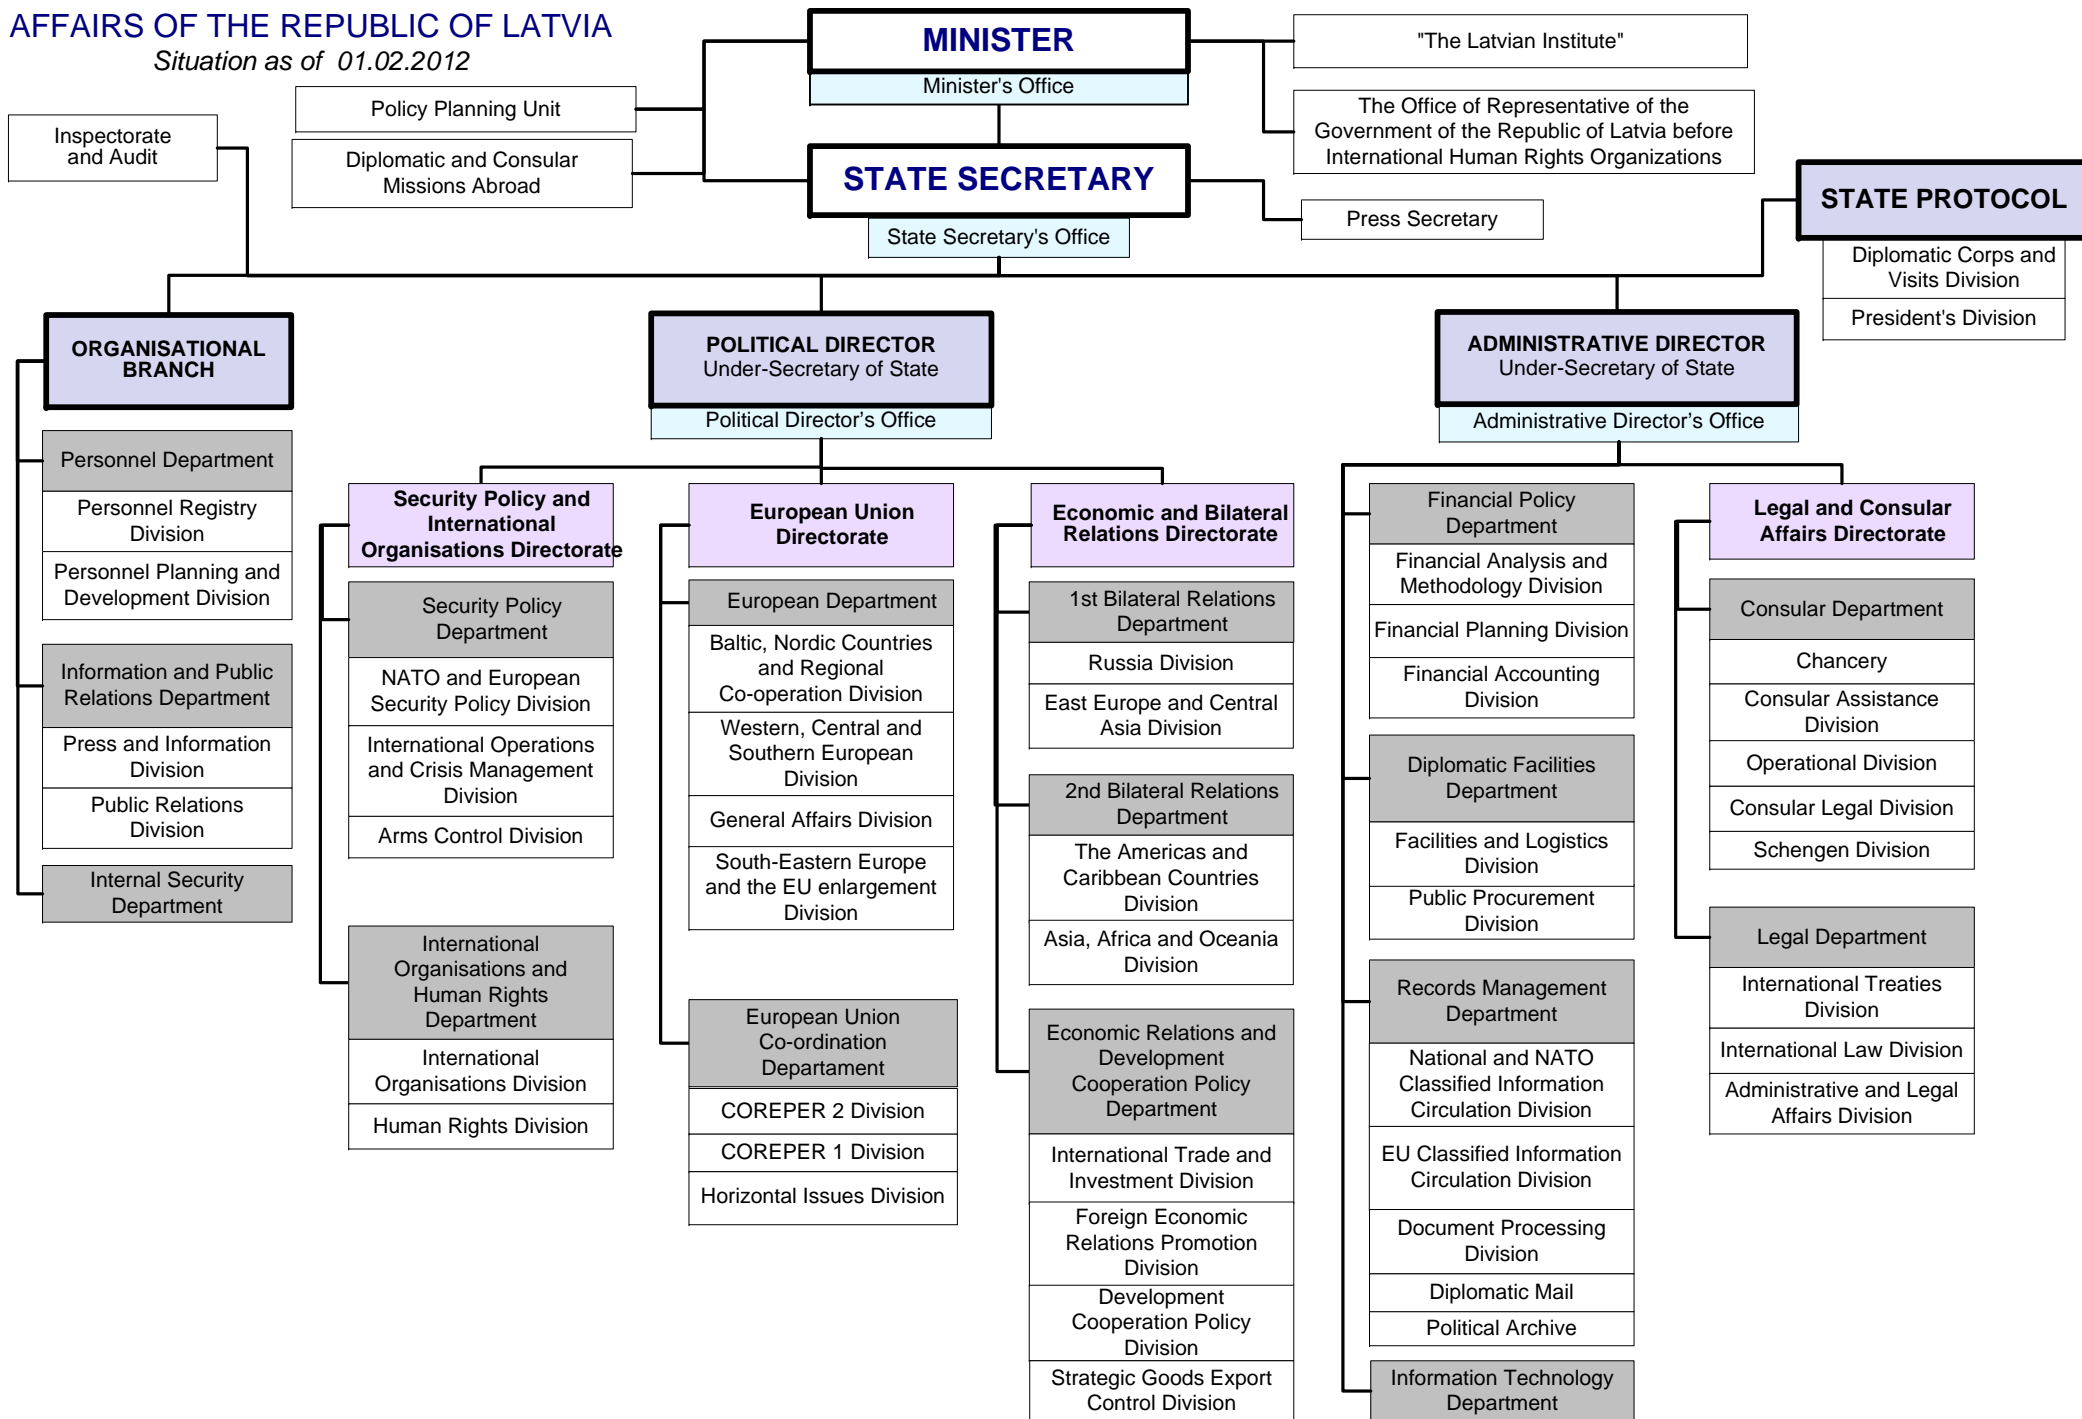 AFFAIRS OF THE REPUBLIC OF LATVIA
Situation as of 01.02.2012
MINISTER
Minister's Office
"The Latvian Institute"
The Office of Representative of the
Government of the Republic of Latvia before
International Human Rights Organizations
Policy Planning Unit
Diplomatic and Consular
Missions Abroad
Inspectorate
and Audit
STATE SECRETARY
State Secretary's Office
Press Secretary
STATE PROTOCOL
Diplomatic Corps and
Visits Division
President's Division
ORGANISATIONAL
BRANCH
Personnel Department
Personnel Registry
Division
Personnel Planning and
Development Division
Information and Public
Relations Department
Press and Information
Division
Public Relations
Division
Internal Security
Department
POLITICAL DIRECTOR
Under-Secretary of State
Political Director's Office
Security Policy and
International
Organisations Directorate
Security Policy
Department
NATO and European
Security Policy Division
International Operations
and Crisis Management
Division
Arms Control Division
International
Organisations and
Human Rights
Department
International
Organisations Division
Human Rights Division
European Union
Directorate
European Department
Baltic, Nordic Countries
and Regional
Co-operation Division
Western, Central and
Southern European
Division
General Affairs Division
South-Eastern Europe
and the EU enlargement
Division
European Union
Co-ordination
Departament
COREPER 2 Division
COREPER 1 Division
Horizontal Issues Division
Economic and Bilateral
Relations Directorate
1st Bilateral Relations
Department
Russia Division
East Europe and Central
Asia Division
2nd Bilateral Relations
Department
The Americas and
Caribbean Countries
Division
Asia, Africa and Oceania
Division
Economic Relations and
Development
Cooperation Policy
Department
International Trade and
Investment Division
Foreign Economic
Relations Promotion
Division
Development
Cooperation Policy
Division
Strategic Goods Export
Control Division
ADMINISTRATIVE DIRECTOR
Under-Secretary of State
Administrative Director's Office
Financial Policy
Department
Financial Analysis and
Methodology Division
Financial Planning Division
Financial Accounting
Division
Diplomatic Facilities
Department
Facilities and Logistics
Division
Public Procurement
Division
Records Management
Department
National and NATO
Classified Information
Circulation Division
EU Classified Information
Circulation Division
Document Processing
Division
Diplomatic Mail
Political Archive
Information Technology
Department
Legal and Consular
Affairs Directorate
Consular Department
Chancery
Consular Assistance
Division
Operational Division
Consular Legal Division
Schengen Division
Legal Department
International Treaties
Division
International Law Division
Administrative and Legal
Affairs Division